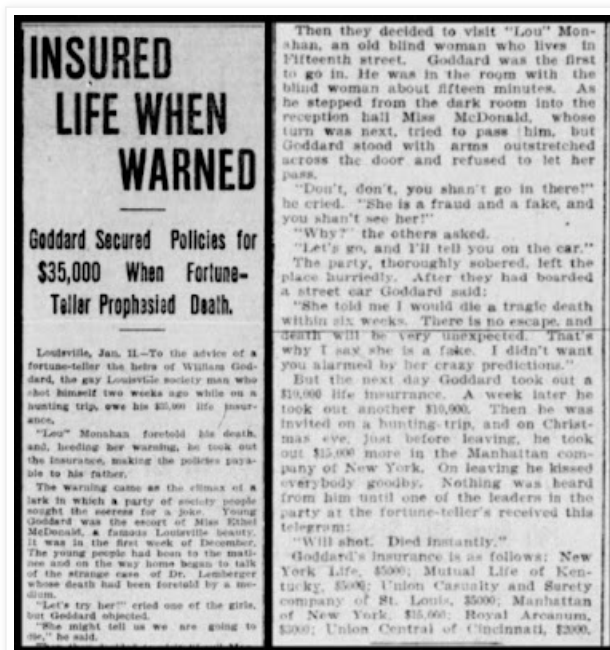 INSURED
LIFE WHEN
WARNED
Goddard Secured Policies for
$35,000 When Fortune-
Teller Prophesied Death.
Louisville, Jan. 11.—To the advice of a
fortune-teller the heirs of William God-
dard, the gay Louisville society man who
shot himself two weeks ago while on a
hunting trip, owe his $35,000 life insur-
ance.
"Lou" Monahan foretold his death,
and, heeding her warning, he took out
the insurance, making the policies paya-
ble to his father.
The warning came as the climax of a
lark in which a party of society people
sought the seeress for a joke. Young
Goddard was the escort of Miss Ethel
McDonald, a famous Louisville beauty.
It was in the first week of December.
The young people had been to the mati-
nee and on the way home began to talk
of the strange case of Dr. Lemberger
whose death had been foretold by a me-
dium.
"Let's try her!" cried one of the girls,
but Goddard objected.
"She might tell us we are going to
die," he said.
Then they decided to visit "Lou" Mon-
ahan, an old blind woman who lives in
Fifteenth street. Goddard was the first
to go in. He was in the room with the
blind woman about fifteen minutes. As
he stepped from the dark room into the
reception hall Miss McDonald, whose
turn was next, tried to pass him, but
Goddard stood with arms outstretched
across the door and refused to let her
pass.
"Don't, don't, you shan't go in there!"
he cried. "She is a fraud and a fake, and
you shan't see her!"
"Why?" the others asked.
"Let's go, and I'll tell you on the car."
The party, thoroughly sobered, left the
place hurriedly. After they had boarded
a street car Goddard said:
"She told me I would die a tragic death
within six weeks. There is no escape, and
death will be very unexpected. That's
why I say she is a fake. I didn't want
you alarmed by her crazy predictions."
But the next day Goddard took out a
$10,000 life insurrance. A week later he
took out another $10,000. Then he was
invited on a hunting trip, and on Christ-
mas eve, just before leaving, he took
out $15,000 more in the Manhattan com-
pany of New York. On leaving he kissed
everybody goodby. Nothing was heard
from him until one of the leaders in the
party at the fortune-teller's received this
telegram:
"Will shot. Died instantly."
Goddard's insurance is as follows: New
York Life, $5000; Mutual Life of Ken-
tucky, $5000; Union Casualty and Surety
company of St. Louis, $5000; Manhattan
of New York, $15,000; Royal Arcanum,
$3000; Union Central of Cincinnati, $2000.